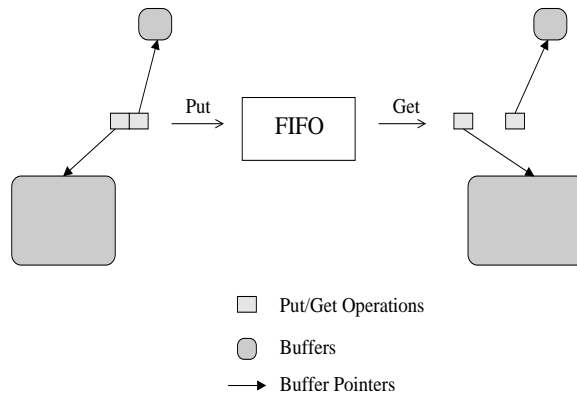 Put
FIFO
Get
Put/Get Operations
Buffers
Buffer Pointers